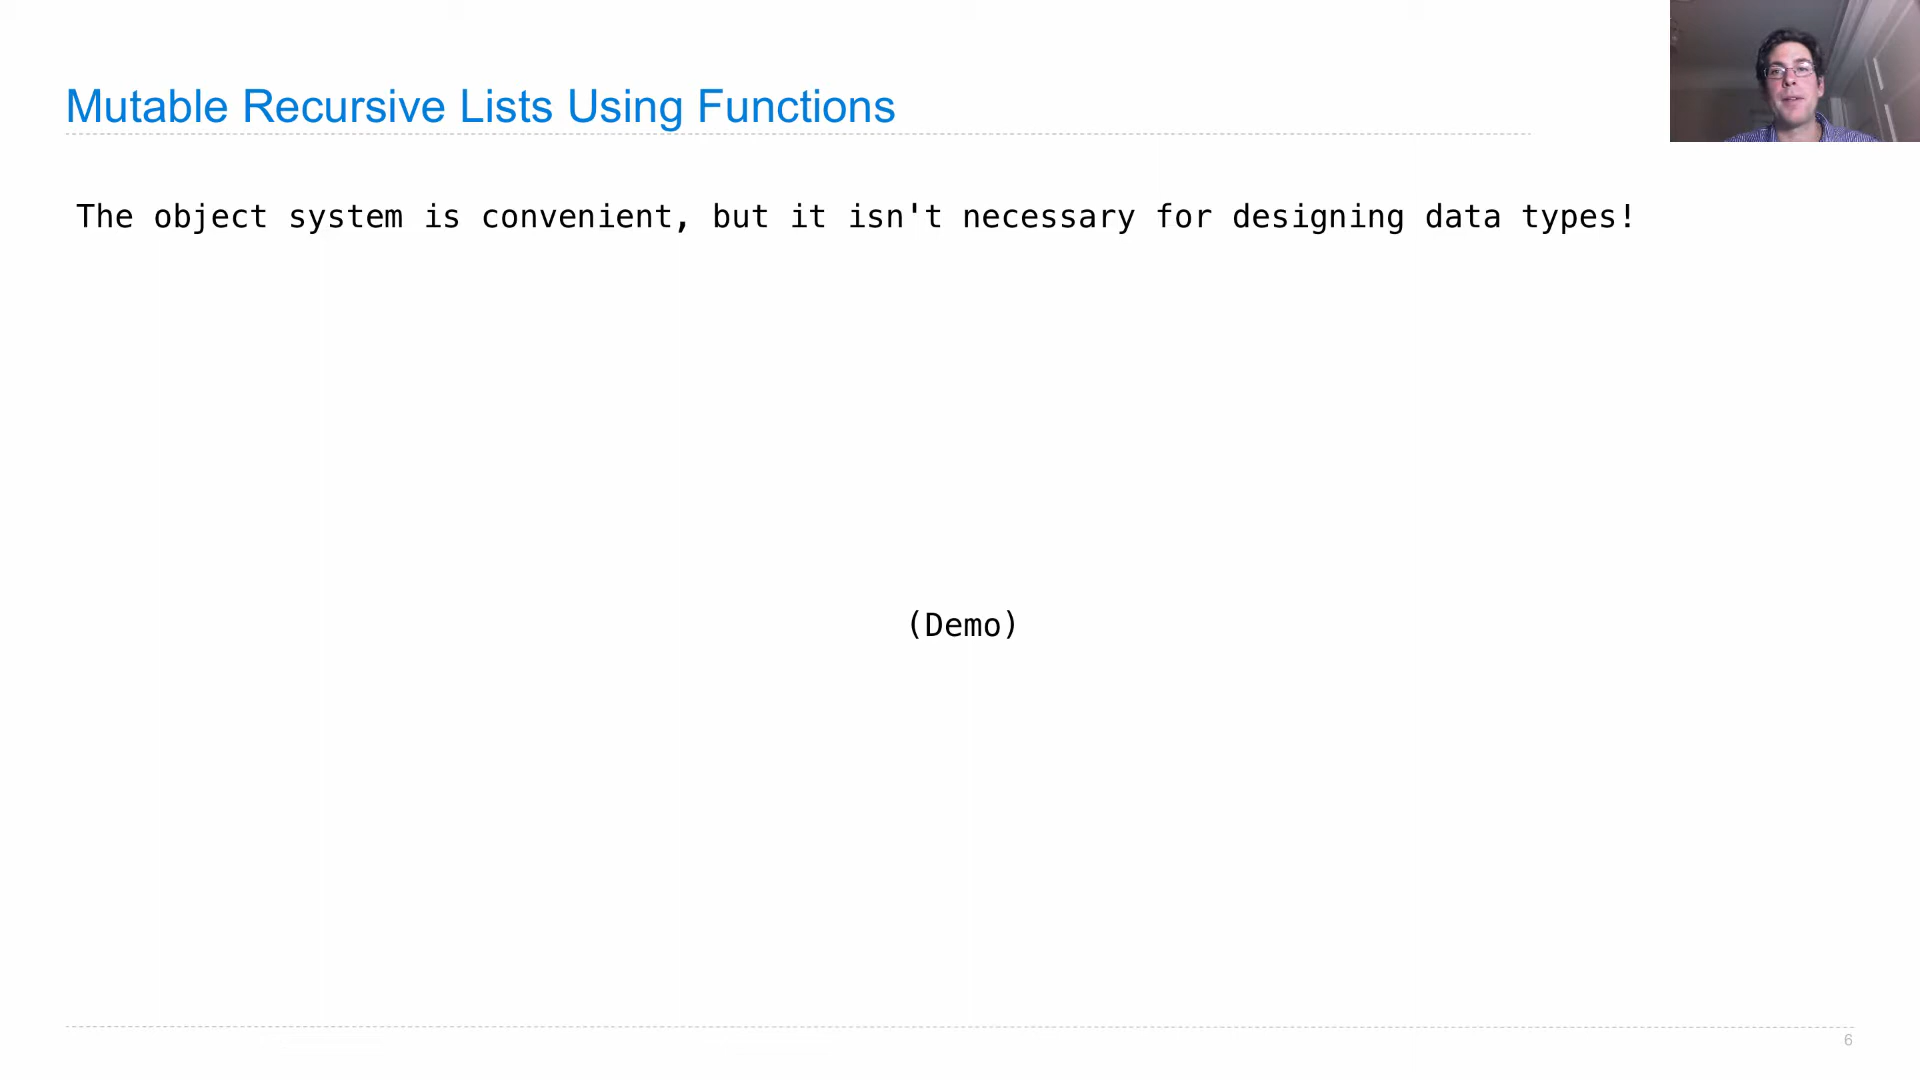 Mutable Recursive Lists Using Functions
The object system is convenient, but it isn't necessary for designing data types!
(Demo)
6